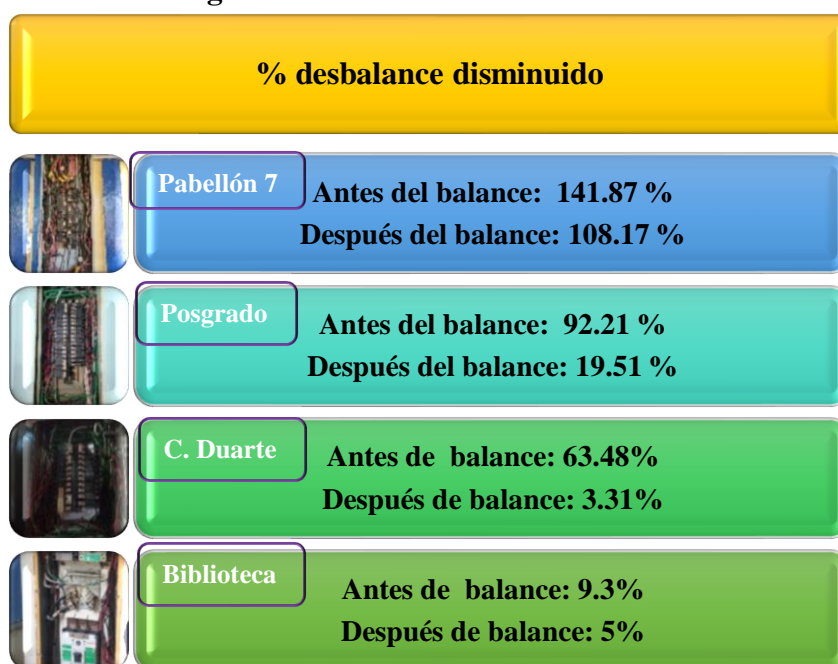 % desbalance disminuido
Pabellón 7
Antes del balance: 141.87 %
Después del balance: 108.17 %
Posgrado
Antes del balance: 92.21 %
Después del balance: 19.51 %
C. Duarte
Antes de balance: 63.48%
Después de balance: 3.31%
Biblioteca
Antes de balance: 9.3%
Después de balance: 5%